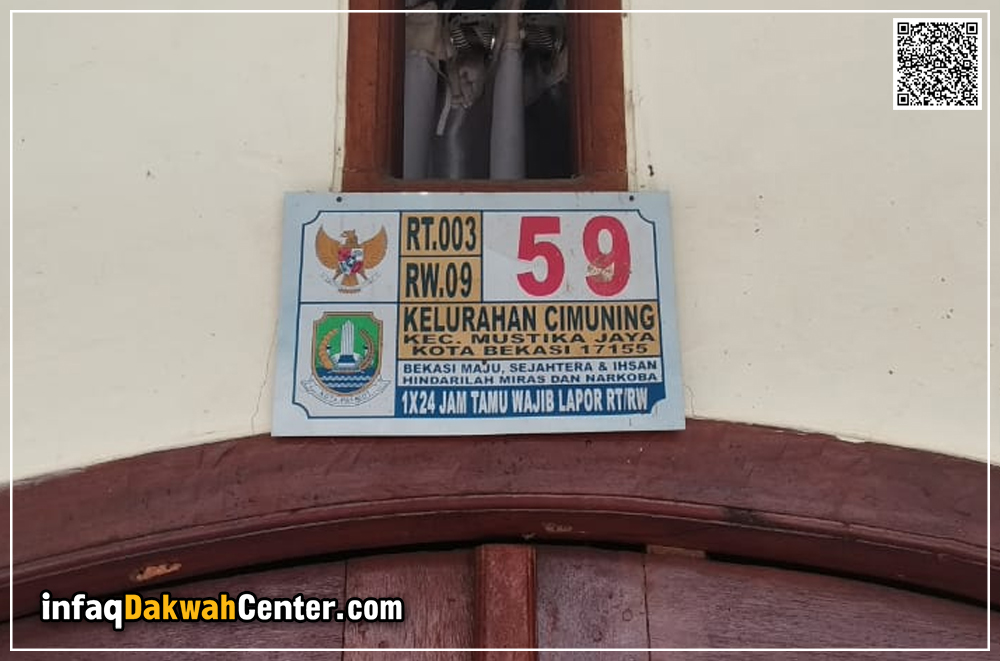 RT.003
RW.09
59
KELURAHAN CIMUNING
KEC. MUSTIKA JAYA
KOTA BEKASI 17155
BEKASI MAJU, SEJAHTERA & IHSAN
HINDARILAH MIRAS DAN NARKOBA
1X24 JAM TAMU WAJIB LAPOR RT/RW
infaqDakwahCenter.com